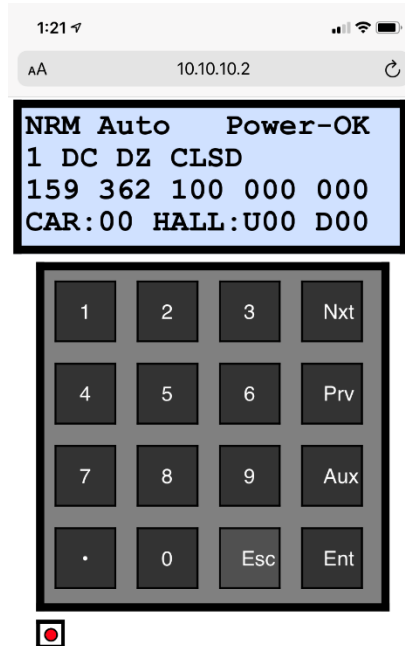 1:21
AA 10.10.10.2
NRM Auto Power-OK
1 DC DZ CLSD
159 362 100 000 000
CAR:00 HALL:U00 D00
1 2 3 Nxt
4 5 6 Prv
7 8 9 Aux
. 0 Esc Ent